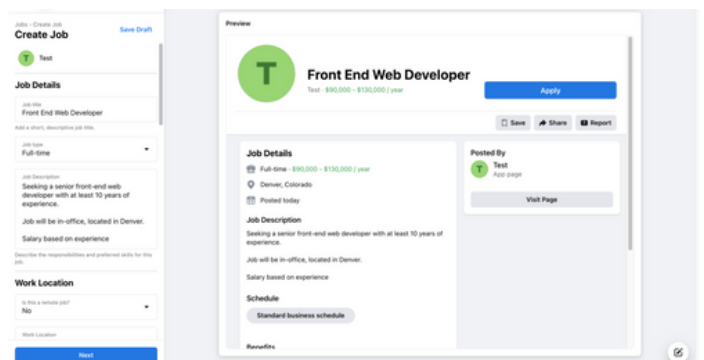 Jobs › Create Job
Create Job
Save Draft
T
Test
Job Details
Job title
Front End Web Developer
Add a short, descriptive job title.
Job type
Full-time
Job Description
Seeking a senior front-end web
developer with at least 10 years of
experience.
Job will be in-office, located in Denver.
Salary based on experience
Describe the responsibilities and preferred skills for this
job.
Work Location
Is this a remote job?
No
Work Location
Next
Preview
T
Front End Web Developer
Test · $90,000 – $130,000 / year
Apply
Save
Share
Report
Job Details
Full-time · $90,000 – $130,000 / year
Denver, Colorado
Posted today
Job Description
Seeking a senior front-end web developer with at least 10 years of
experience.
Job will be in-office, located in Denver.
Salary based on experience
Schedule
Standard business schedule
Benefits
Posted By
T
Test
App page
Visit Page